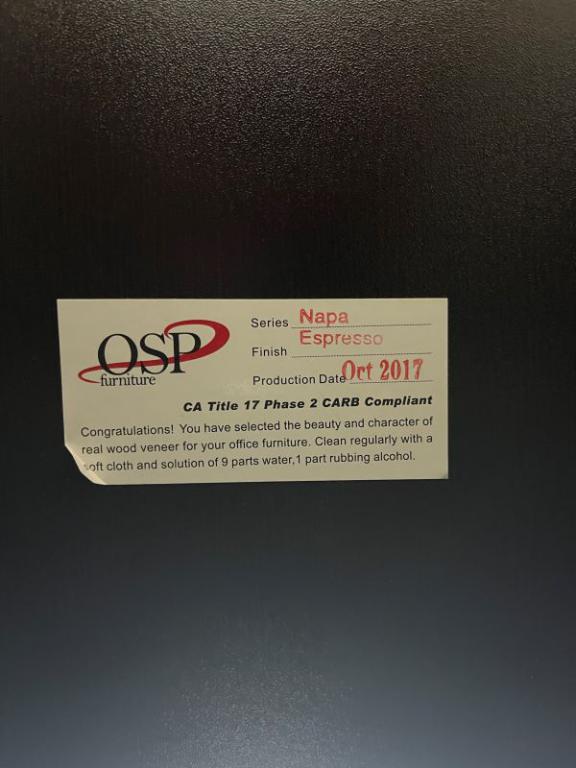 OSP
furniture
Series Napa
Finish Espresso
Production Date Oct 2017
CA Title 17 Phase 2 CARB Compliant
Congratulations! You have selected the beauty and character of
real wood veneer for your office furniture. Clean regularly with a
soft cloth and solution of 9 parts water,1 part rubbing alcohol.